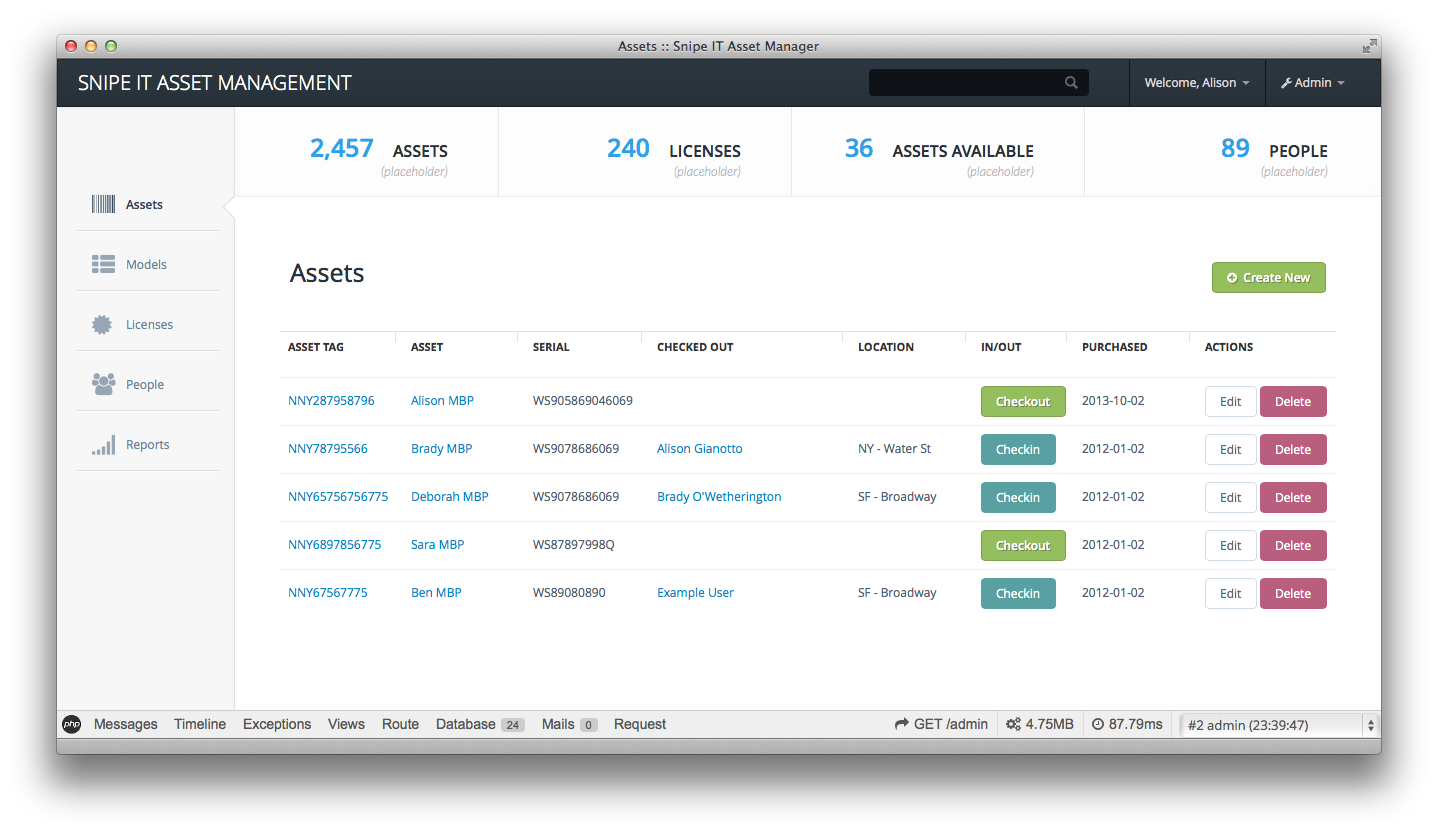 Assets :: Snipe IT Asset Manager
SNIPE IT ASSET MANAGEMENT
Welcome, Alison
Admin
2,457 ASSETS
(placeholder)
240 LICENSES
(placeholder)
36 ASSETS AVAILABLE
(placeholder)
89 PEOPLE
(placeholder)
Assets
Models
Licenses
People
Reports
Assets
Create New
ASSET TAG ASSET SERIAL CHECKED OUT LOCATION IN/OUT PURCHASED ACTIONS
NNY287958796 Alison MBP WS905869046069 Checkout 2013-10-02 Edit Delete
NNY78795566 Brady MBP WS9078686069 Alison Gianotto NY - Water St Checkin 2012-01-02 Edit Delete
NNY65756756775 Deborah MBP WS9078686069 Brady O'Wetherington SF - Broadway Checkin 2012-01-02 Edit Delete
NNY6897856775 Sara MBP WS87897998Q Checkout 2012-01-02 Edit Delete
NNY67567775 Ben MBP WS89080890 Example User SF - Broadway Checkin 2012-01-02 Edit Delete
php Messages Timeline Exceptions Views Route Database 24 Mails 0 Request GET /admin 4.75MB 87.79ms #2 admin (23:39:47)